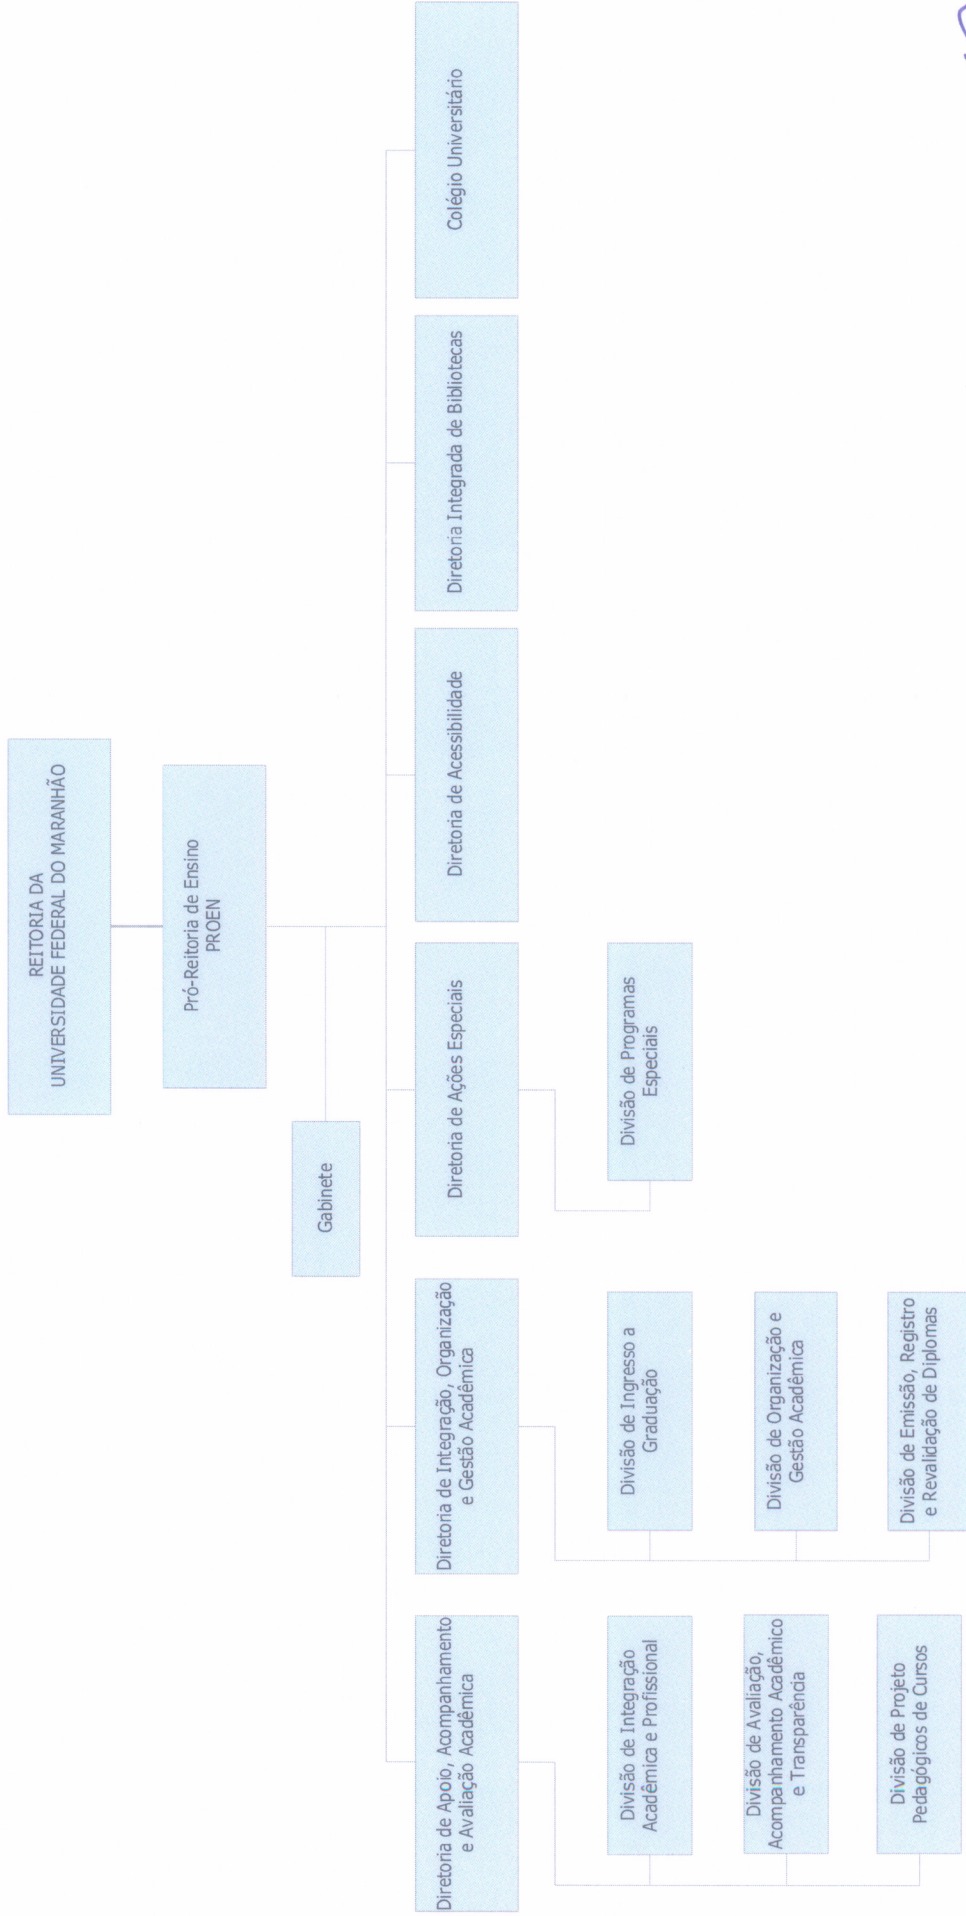 REITORIA DA
UNIVERSIDADE FEDERAL DO MARANHÃO
Pró-Reitoria de Ensino
PROEN
Gabinete
Diretoria de Apoio, Acompanhamento
e Avaliação Acadêmica
Diretoria de Integração, Organização
e Gestão Acadêmica
Diretoria de Ações Especiais
Diretoria de Acessibilidade
Diretoria Integrada de Bibliotecas
Colégio Universitário
Divisão de Integração
Acadêmica e Profissional
Divisão de Avaliação,
Acompanhamento Acadêmico
e Transparência
Divisão de Projeto
Pedagógicos de Cursos
Divisão de Ingresso a
Graduação
Divisão de Organização e
Gestão Acadêmica
Divisão de Emissão, Registro
e Revalidação de Diplomas
Divisão de Programas
Especiais